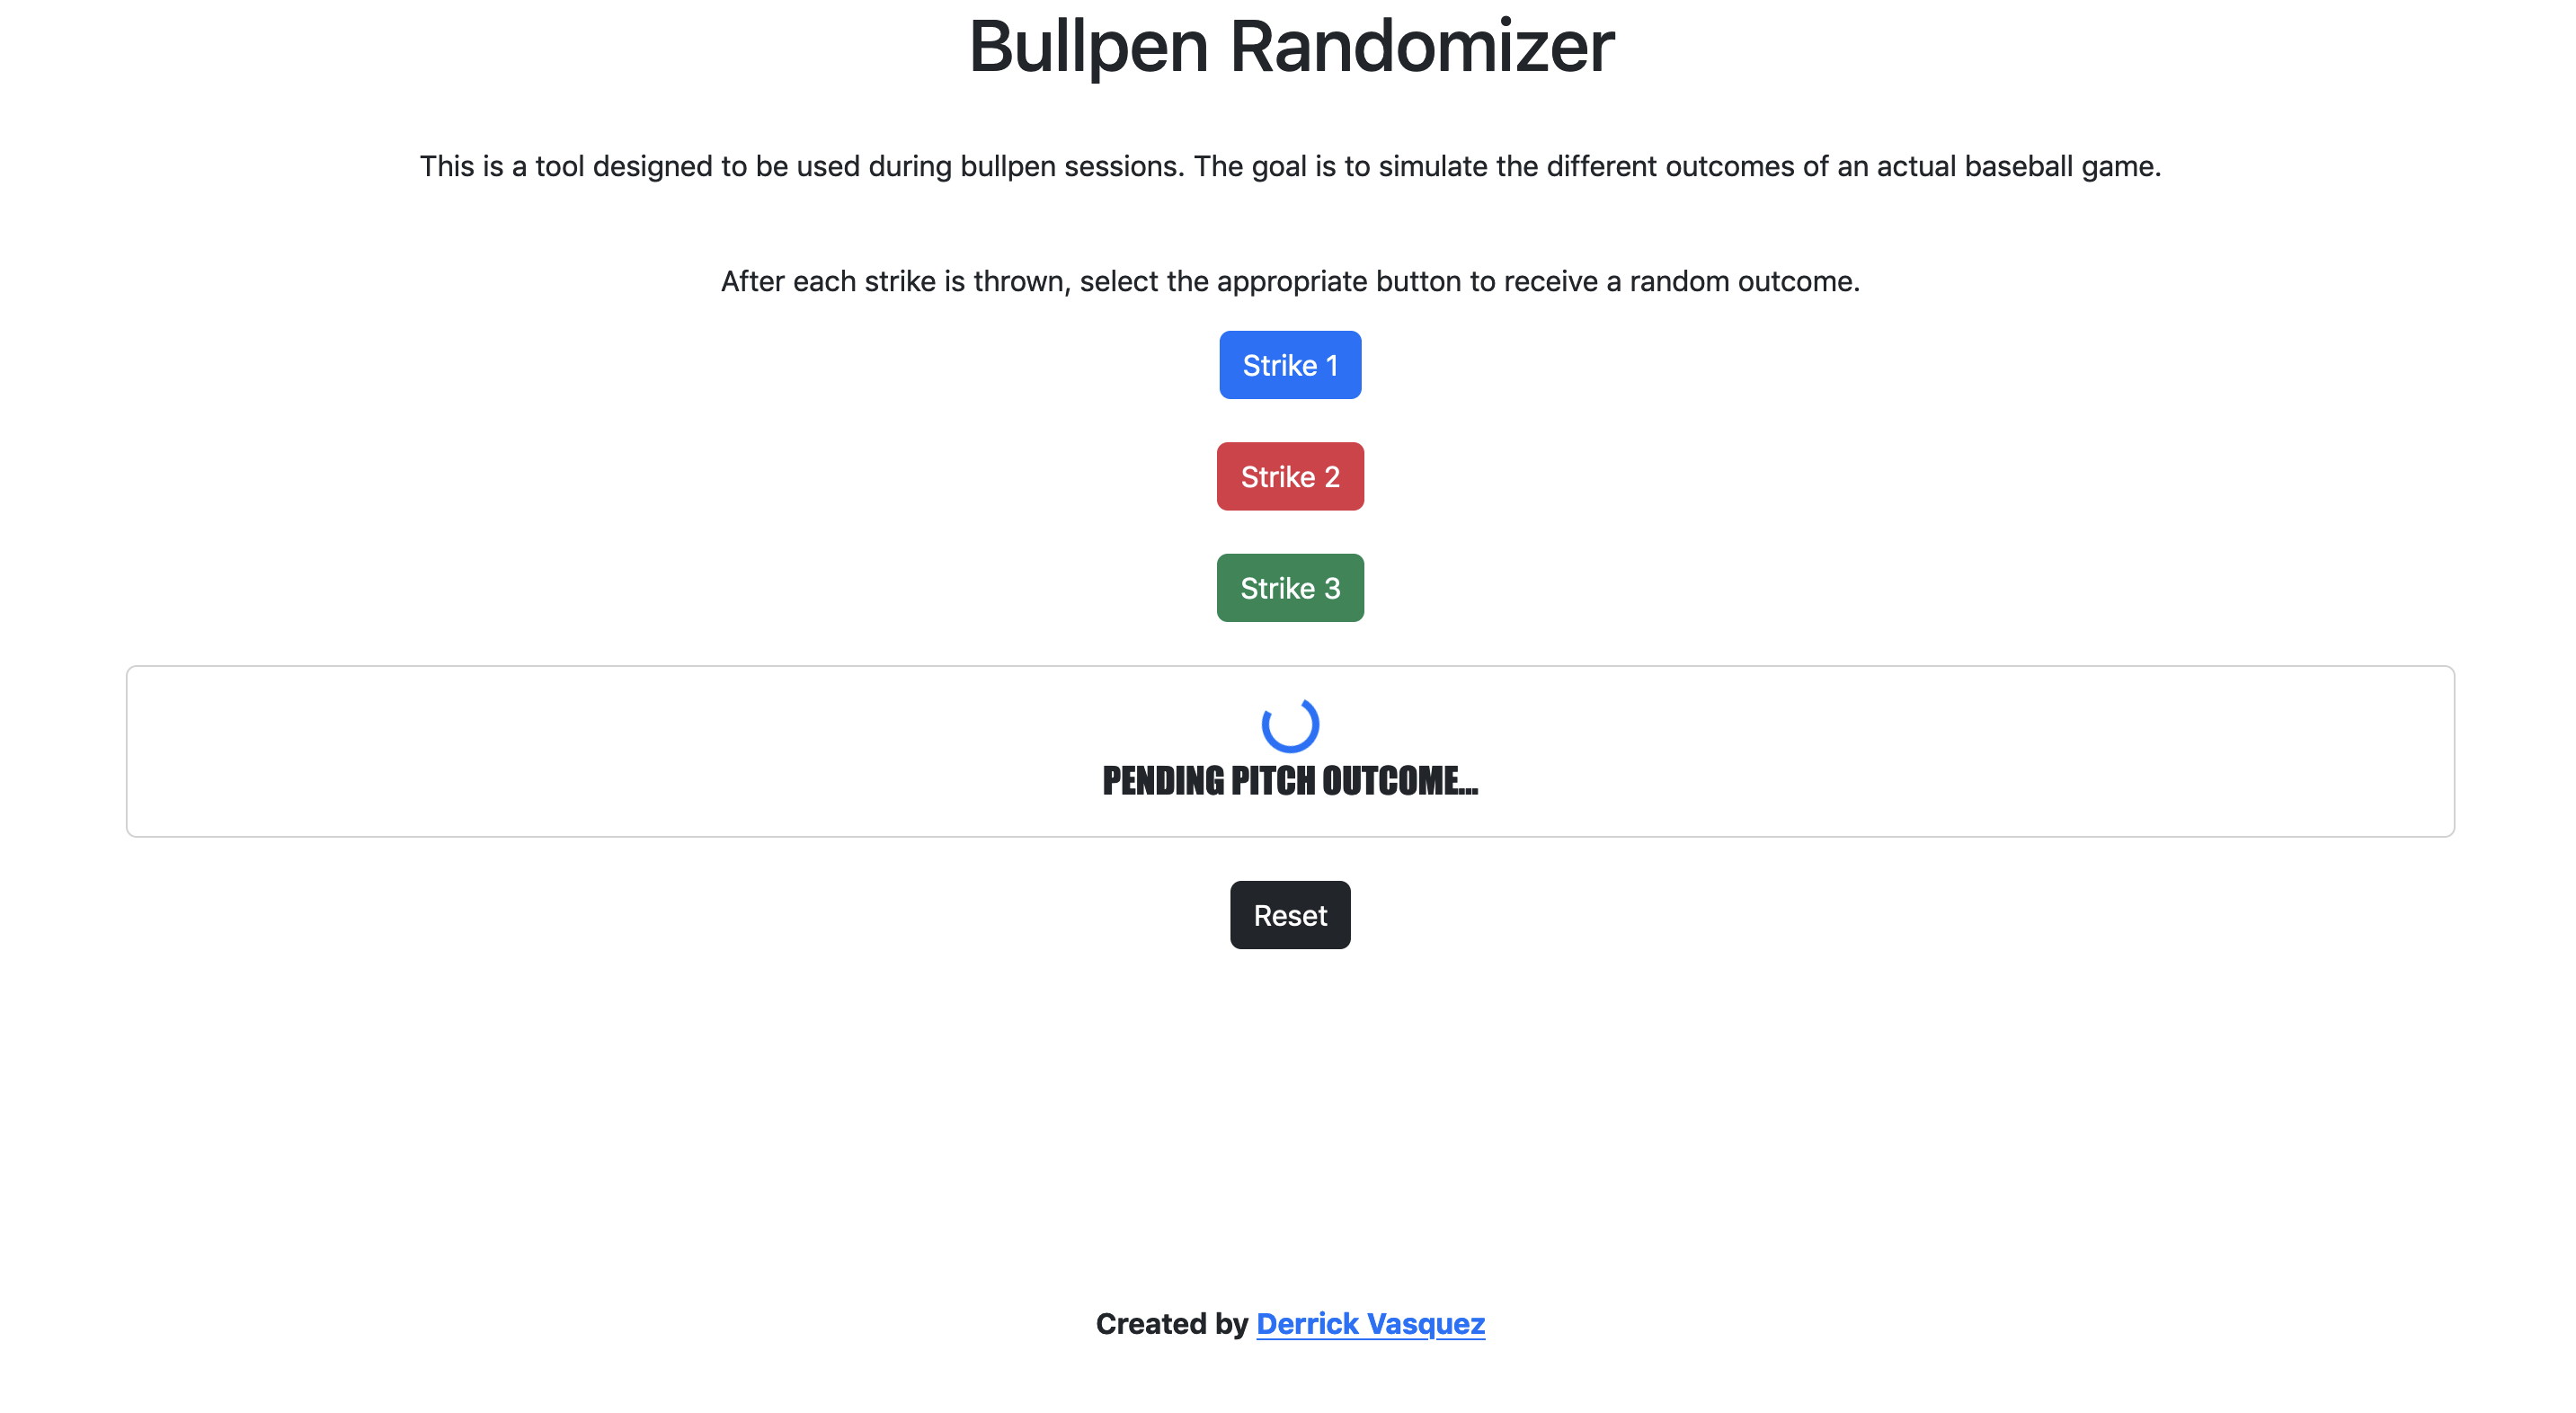 Bullpen Randomizer
This is a tool designed to be used during bullpen sessions. The goal is to simulate the different outcomes of an actual baseball game.
After each strike is thrown, select the appropriate button to receive a random outcome.
Strike 1
Strike 2
Strike 3
PENDING PITCH OUTCOME...
Reset
Created by Derrick Vasquez